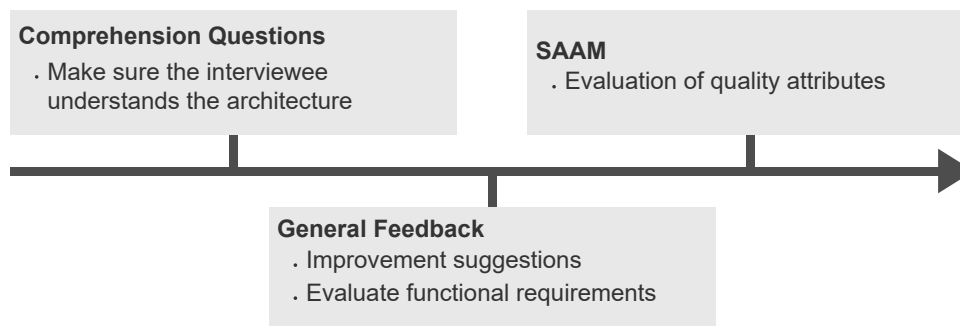 Comprehension Questions
. Make sure the interviewee
understands the architecture
SAAM
. Evaluation of quality attributes
General Feedback
. Improvement suggestions
. Evaluate functional requirements